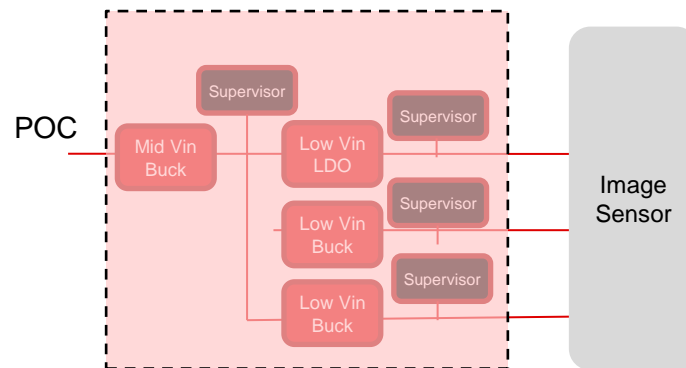 Supervisor
Supervisor
POC
Mid Vin
Buck
Low Vin
LDO
Image
Sensor
Supervisor
Low Vin
Buck
Supervisor
Low Vin
Buck